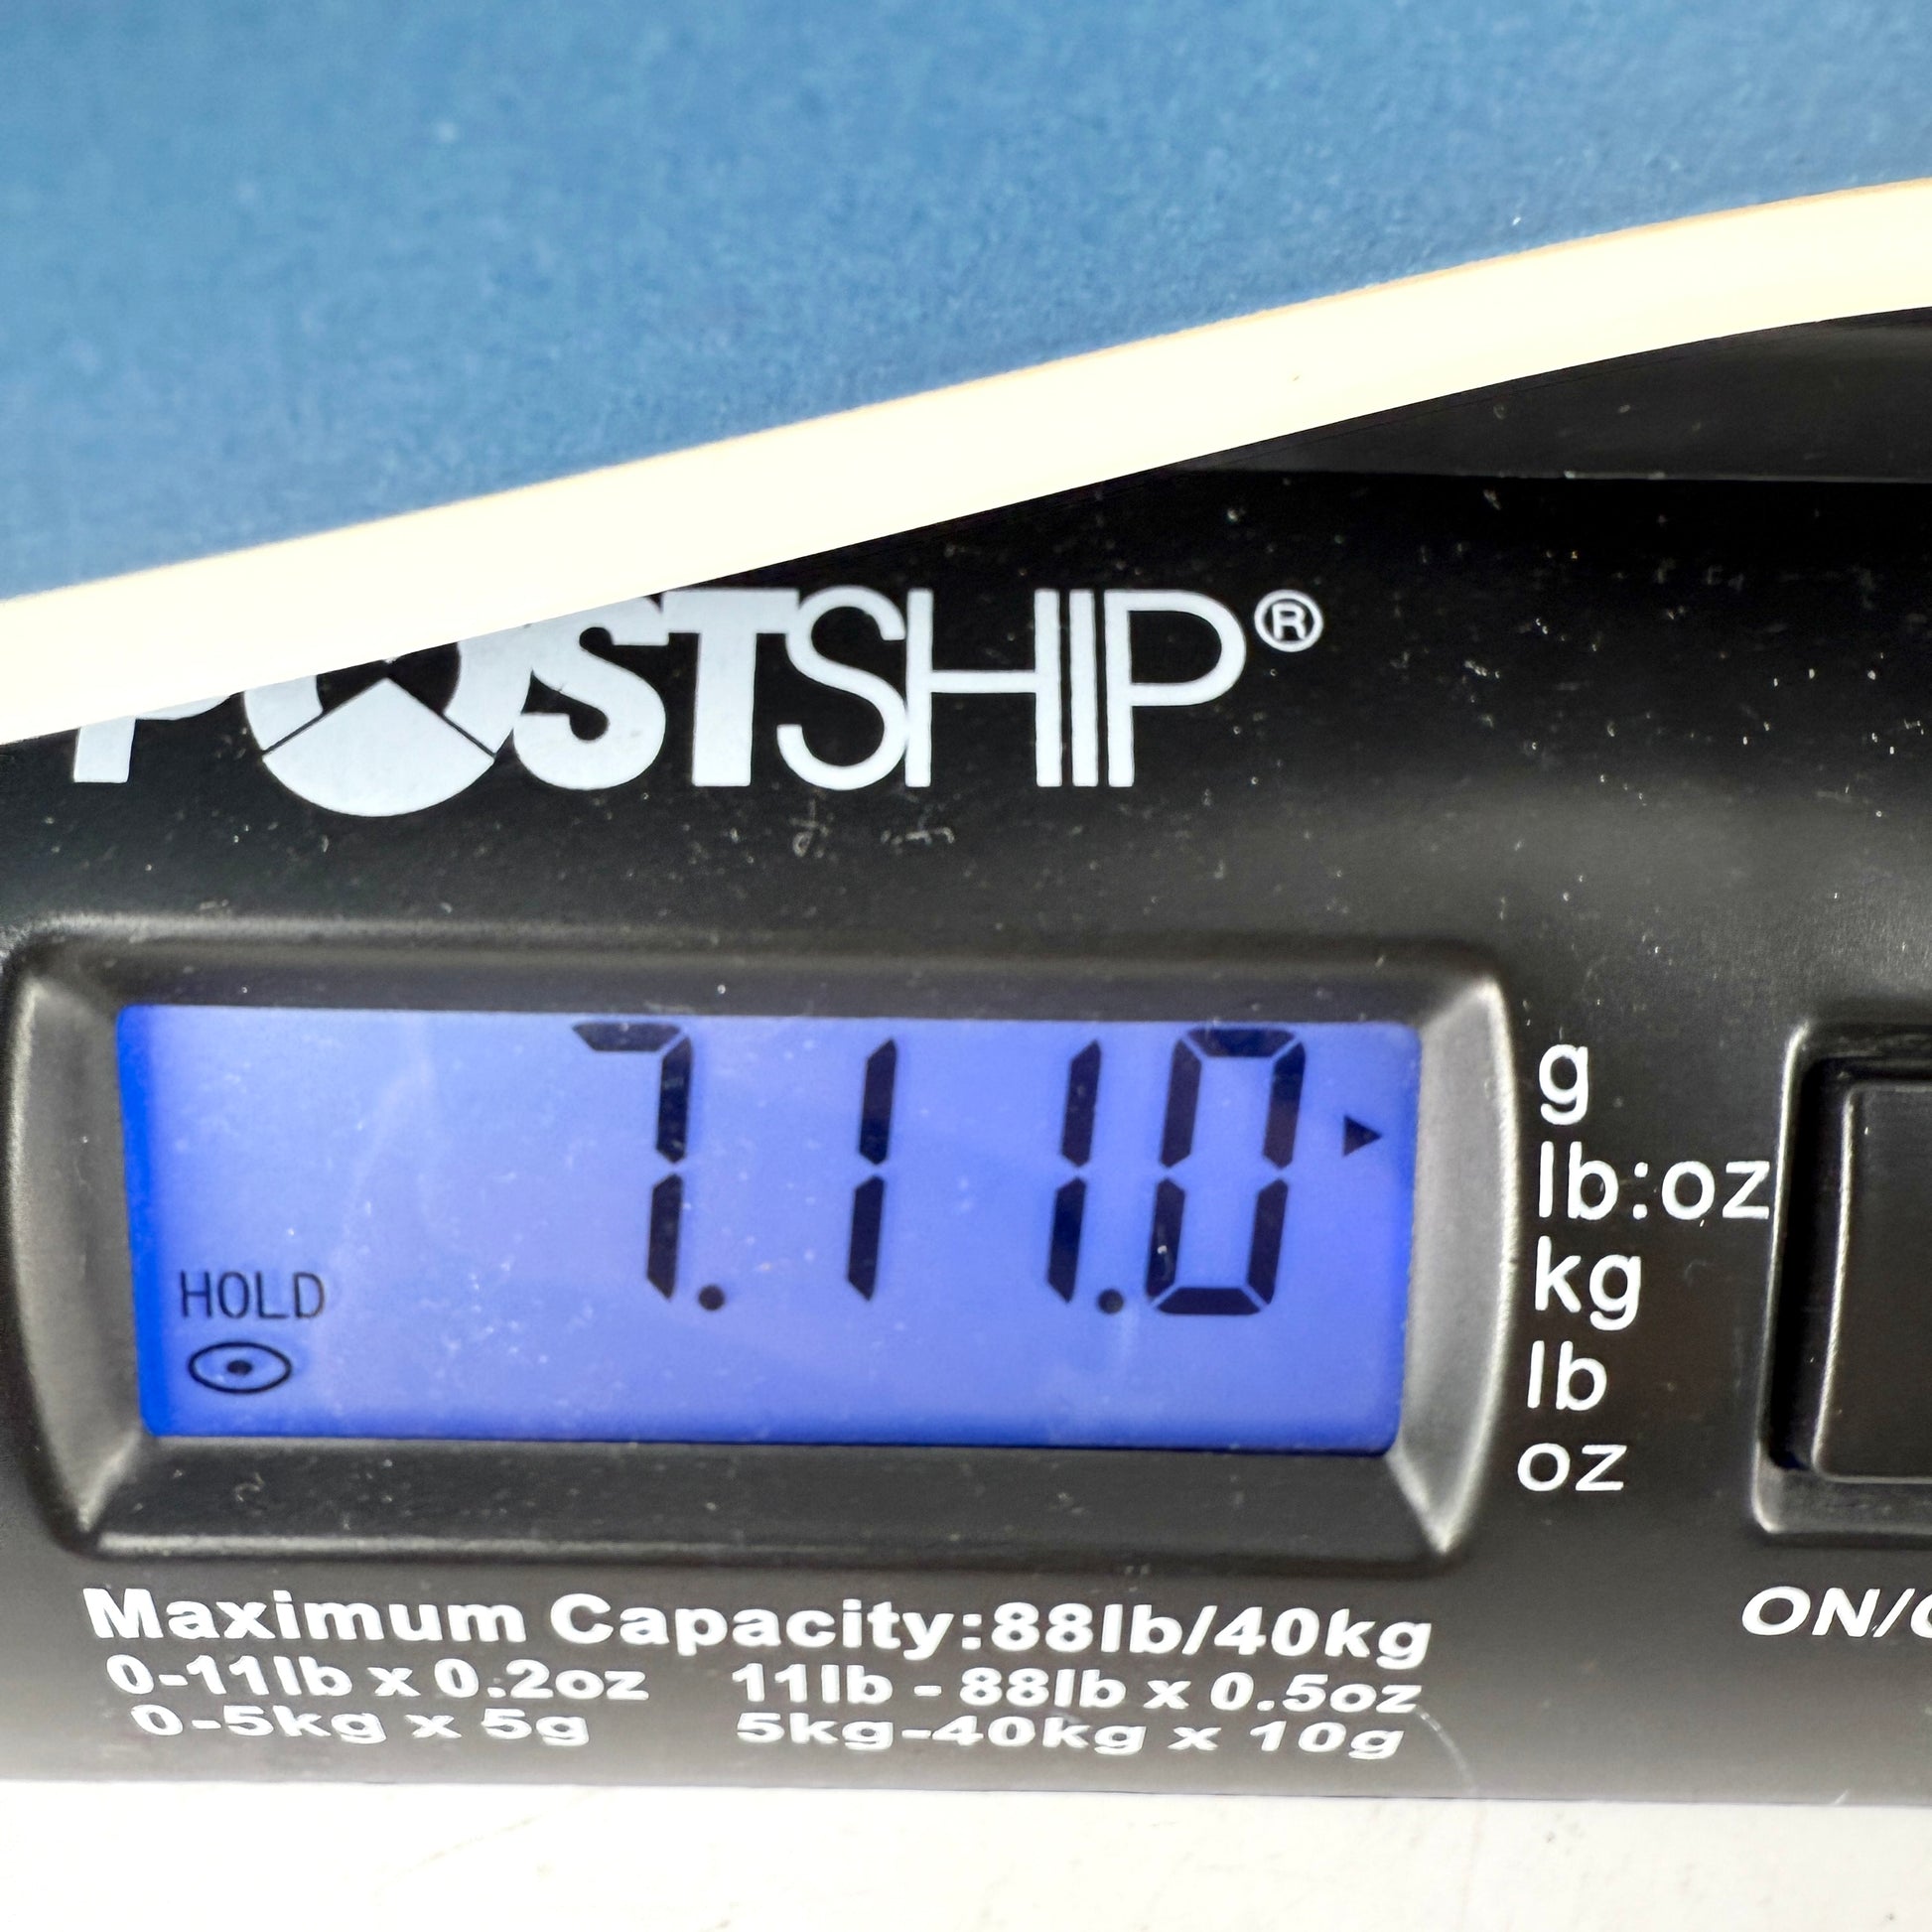 POSTSHIP®
7.11.0
g
lb:oz
kg
lb
oz
HOLD
Maximum Capacity:88lb/40kg
0-11lb x 0.2oz 11lb - 88lb x 0.5oz
0-5kg x 5g 5kg-40kg x 10g